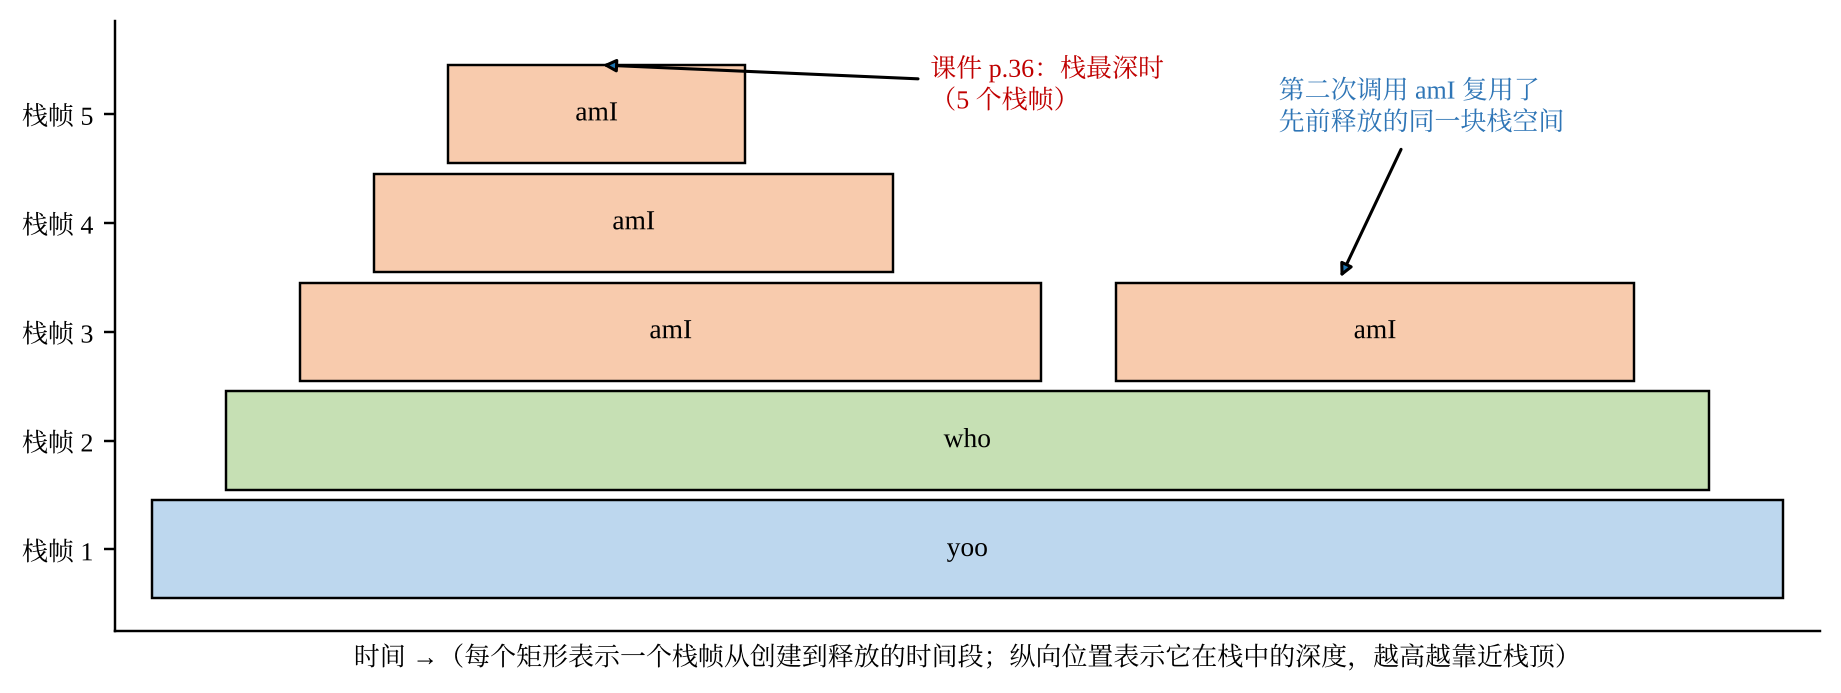 课件 p.36：栈最深时
（5 个栈帧）
第二次调用 amI 复用了
先前释放的同一块栈空间
栈帧 5
amI
栈帧 4
amI
栈帧 3
amI
amI
栈帧 2
who
栈帧 1
yoo
时间 →（每个矩形表示一个栈帧从创建到释放的时间段；纵向位置表示它在栈中的深度，越高越靠近栈顶）